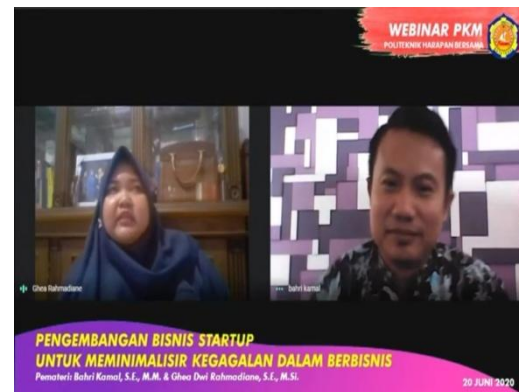 WEBINAR PKM
POLITEKNIK HARAPAN BERSAMA
Ghea Rahmadiane
bahri kamal
PENGEMBANGAN BISNIS STARTUP
UNTUK MEMINIMALISIR KEGAGALAN DALAM BERBISNIS
Pemateri: Bahri Kamal, S.E., M.M. & Ghea Dwi Rahmadiane, S.E., M.Si.
20 JUNI 2020